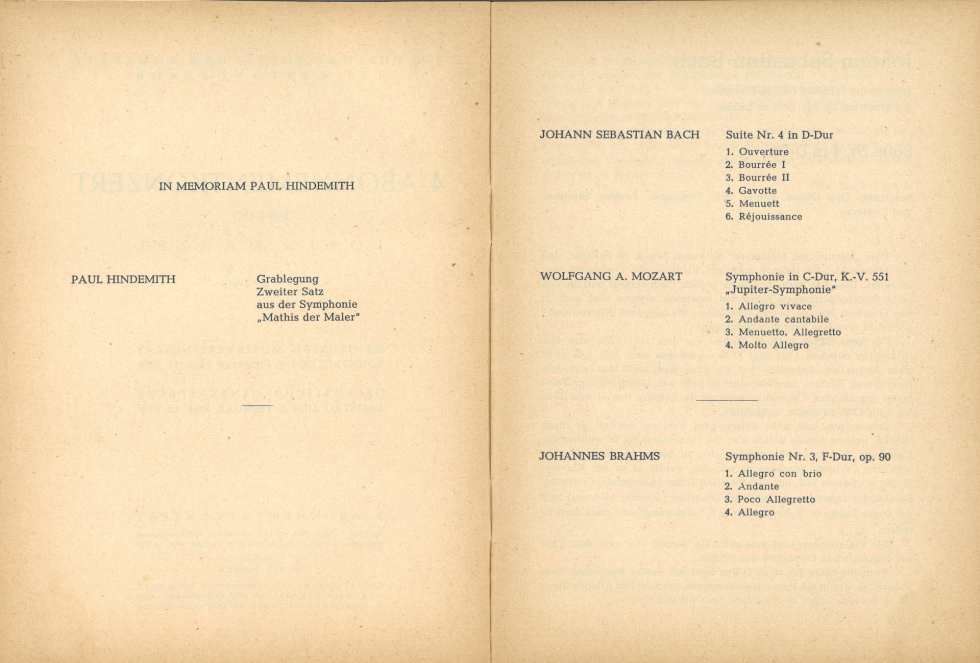 IN MEMORIAM PAUL HINDEMITH
PAUL HINDEMITH
Grablegung
Zweiter Satz
aus der Symphonie
„Mathis der Maler"
JOHANN SEBASTIAN BACH
Suite Nr. 4 in D-Dur
1. Ouverture
2. Bourrée I
3. Bourrée II
4. Gavotte
5. Menuett
6. Réjouissance
WOLFGANG A. MOZART
Symphonie in C-Dur, K.-V. 551
„Jupiter-Symphonie"
1. Allegro vivace
2. Andante cantabile
3. Menuetto. Allegretto
4. Molto Allegro
JOHANNES BRAHMS
Symphonie Nr. 3, F-Dur, op. 90
1. Allegro con brio
2. Andante
3. Poco Allegretto
4. Allegro